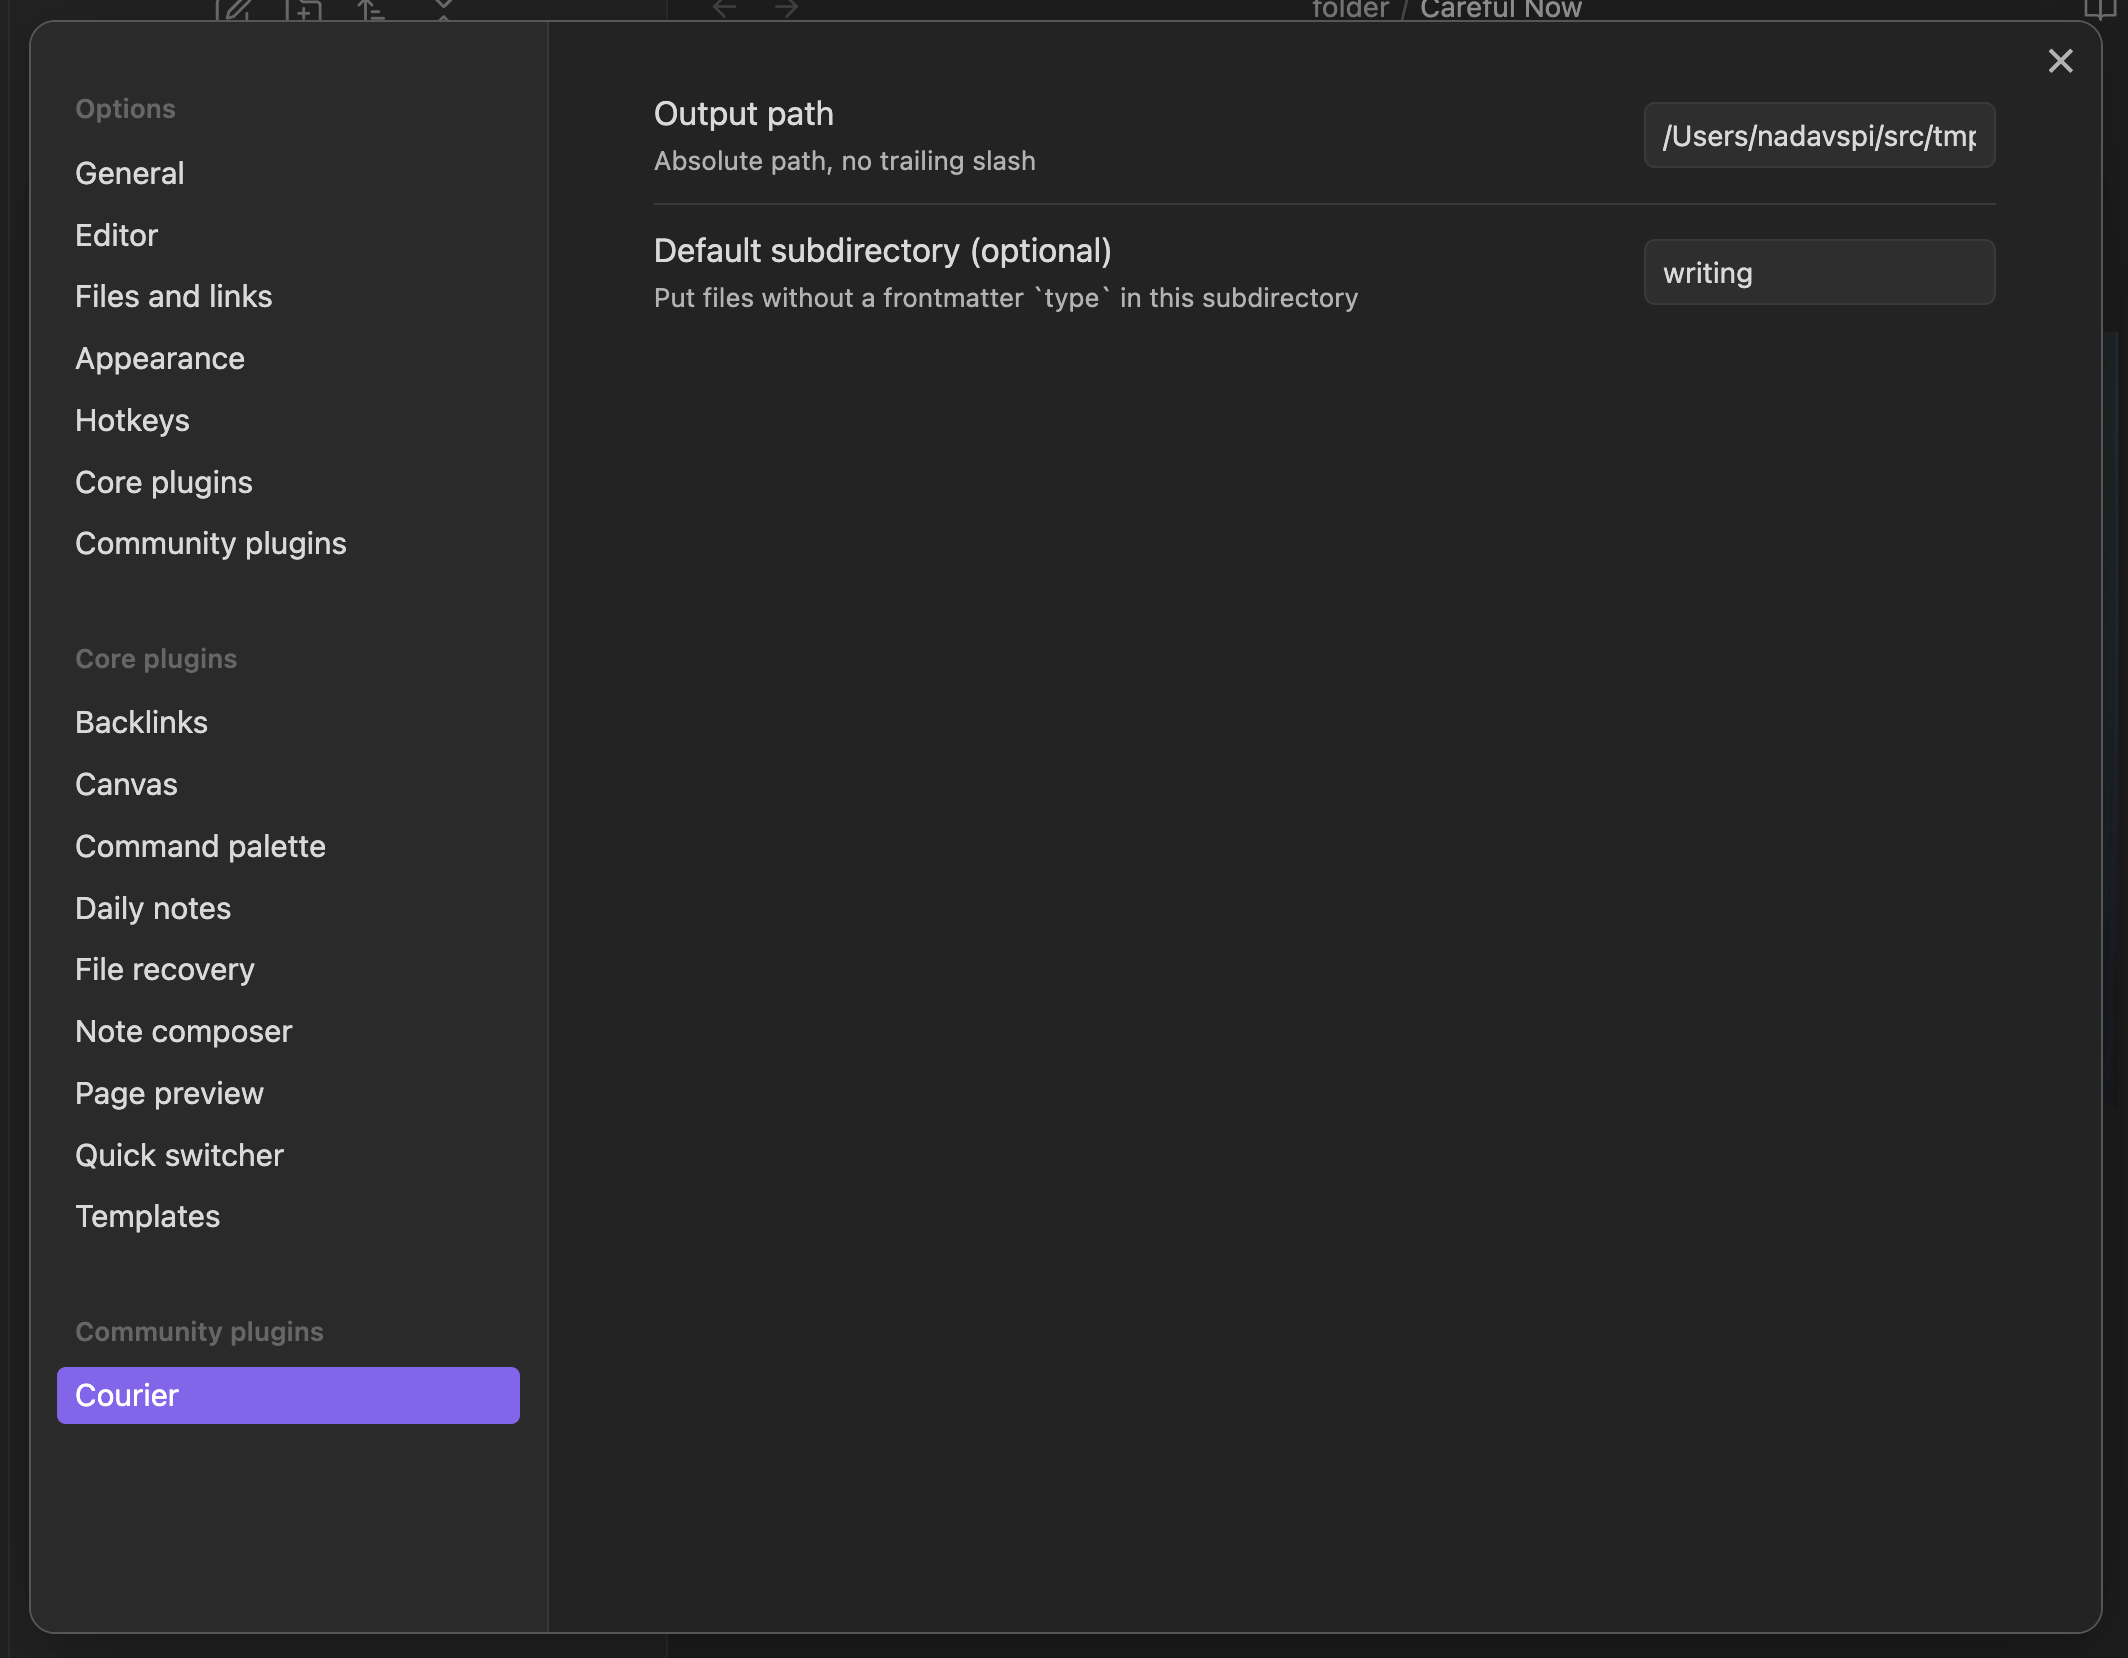 folder / Careful Now
Options
General
Editor
Files and links
Appearance
Hotkeys
Core plugins
Community plugins
Core plugins
Backlinks
Canvas
Command palette
Daily notes
File recovery
Note composer
Page preview
Quick switcher
Templates
Community plugins
Courier
Output path
Absolute path, no trailing slash
/Users/nadavspi/src/tmp
Default subdirectory (optional)
Put files without a frontmatter `type` in this subdirectory
writing